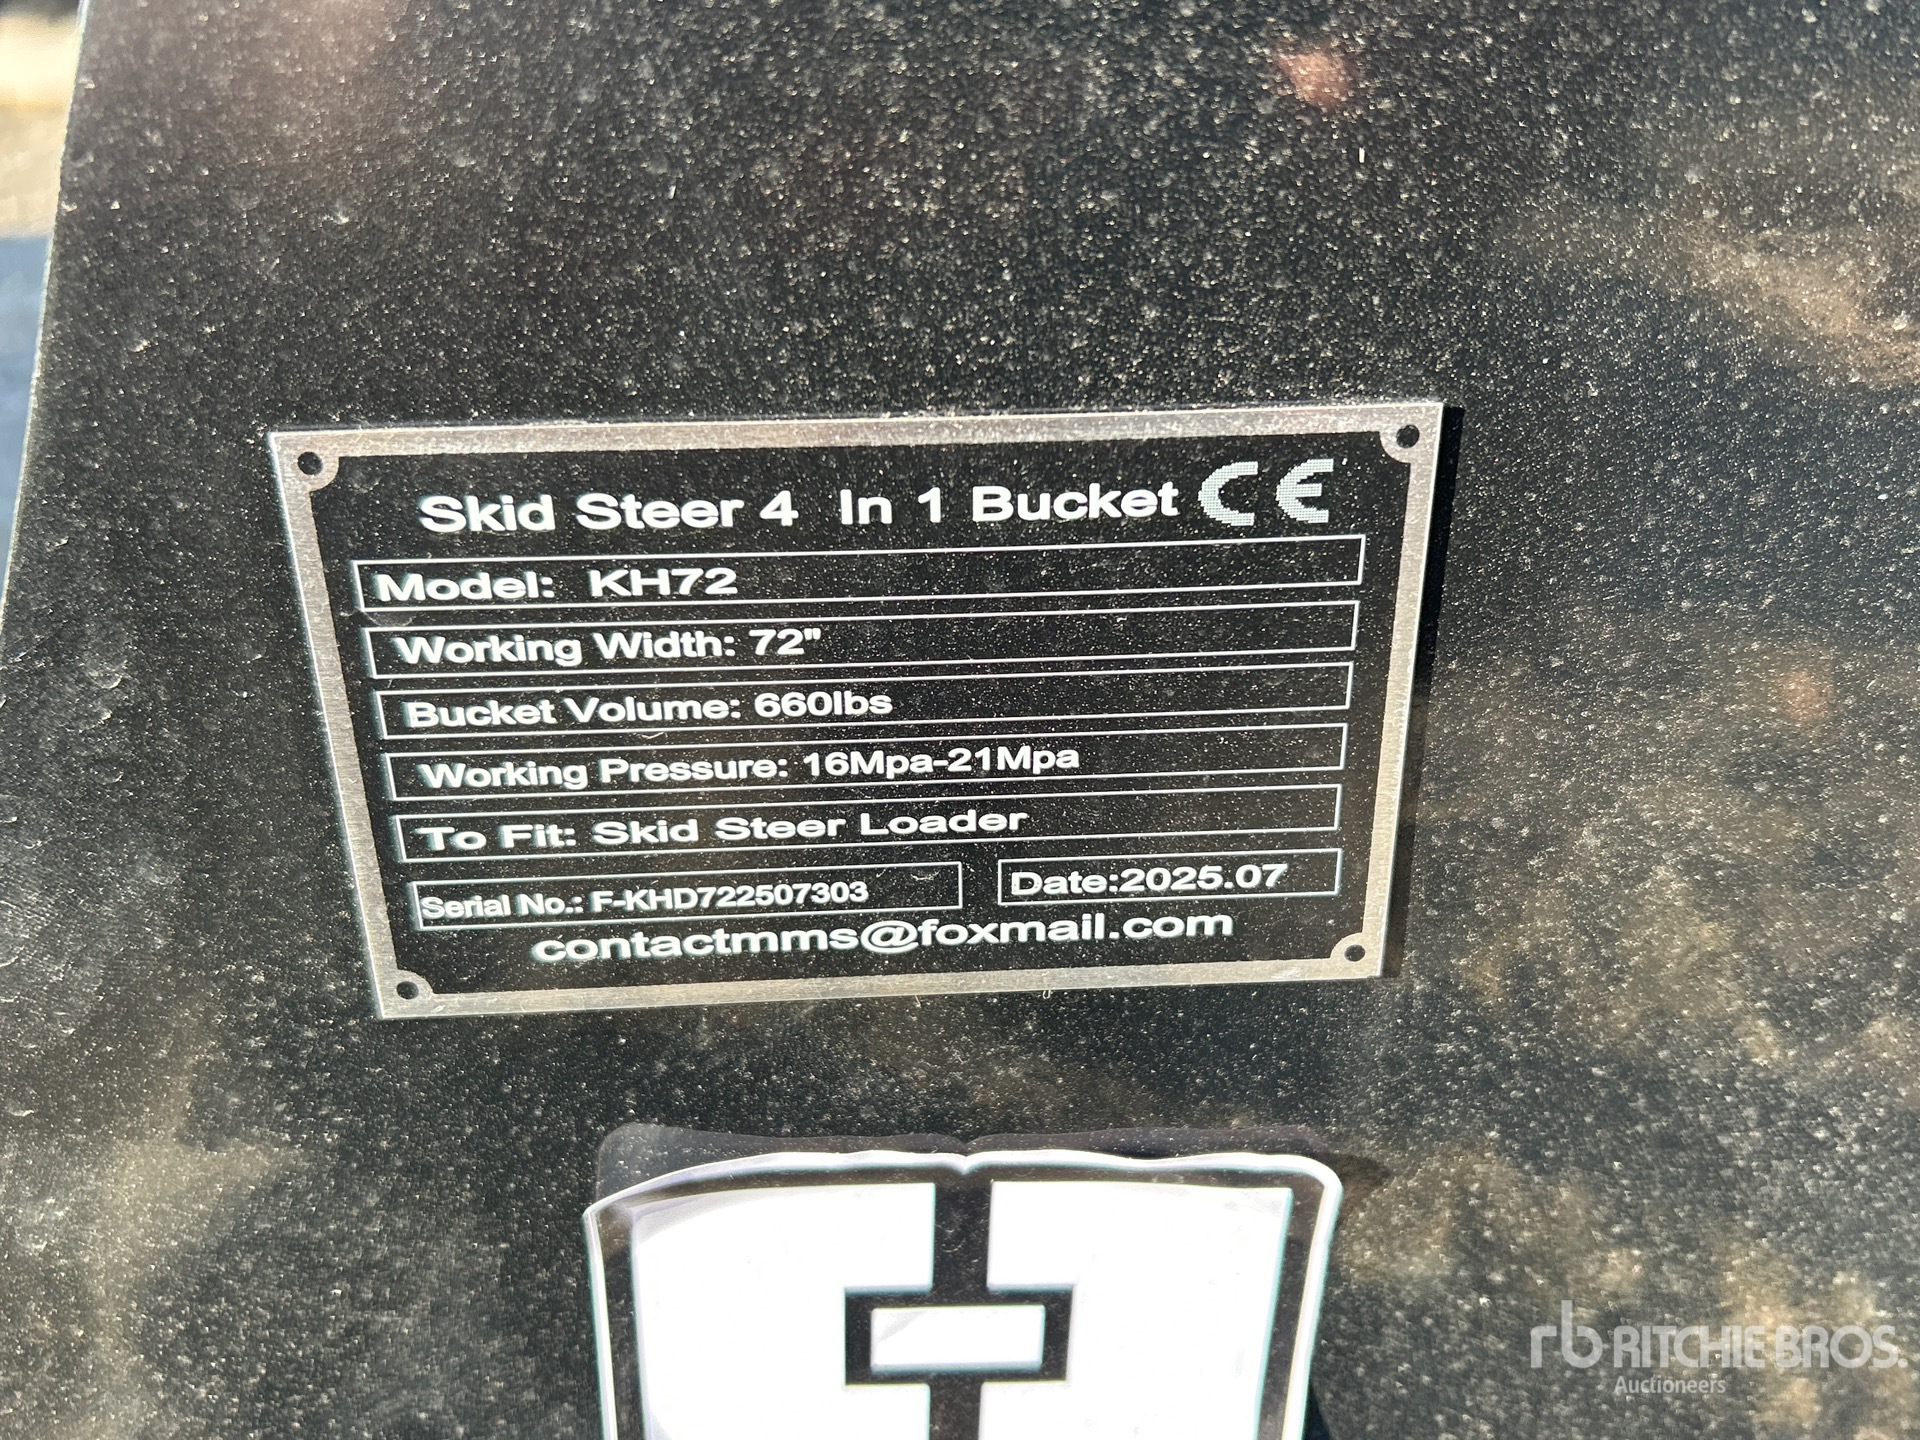 Skid Steer 4 In 1 Bucket CE
Model: KH72
Working Width: 72"
Bucket Volume: 660lbs
Working Pressure: 16Mpa-21Mpa
To Fit: Skid Steer Loader
Serial No.: F-KHD722507303 Date:2025.07
contactmms@foxmail.com
rb RITCHIE BROS.
Auctioneers